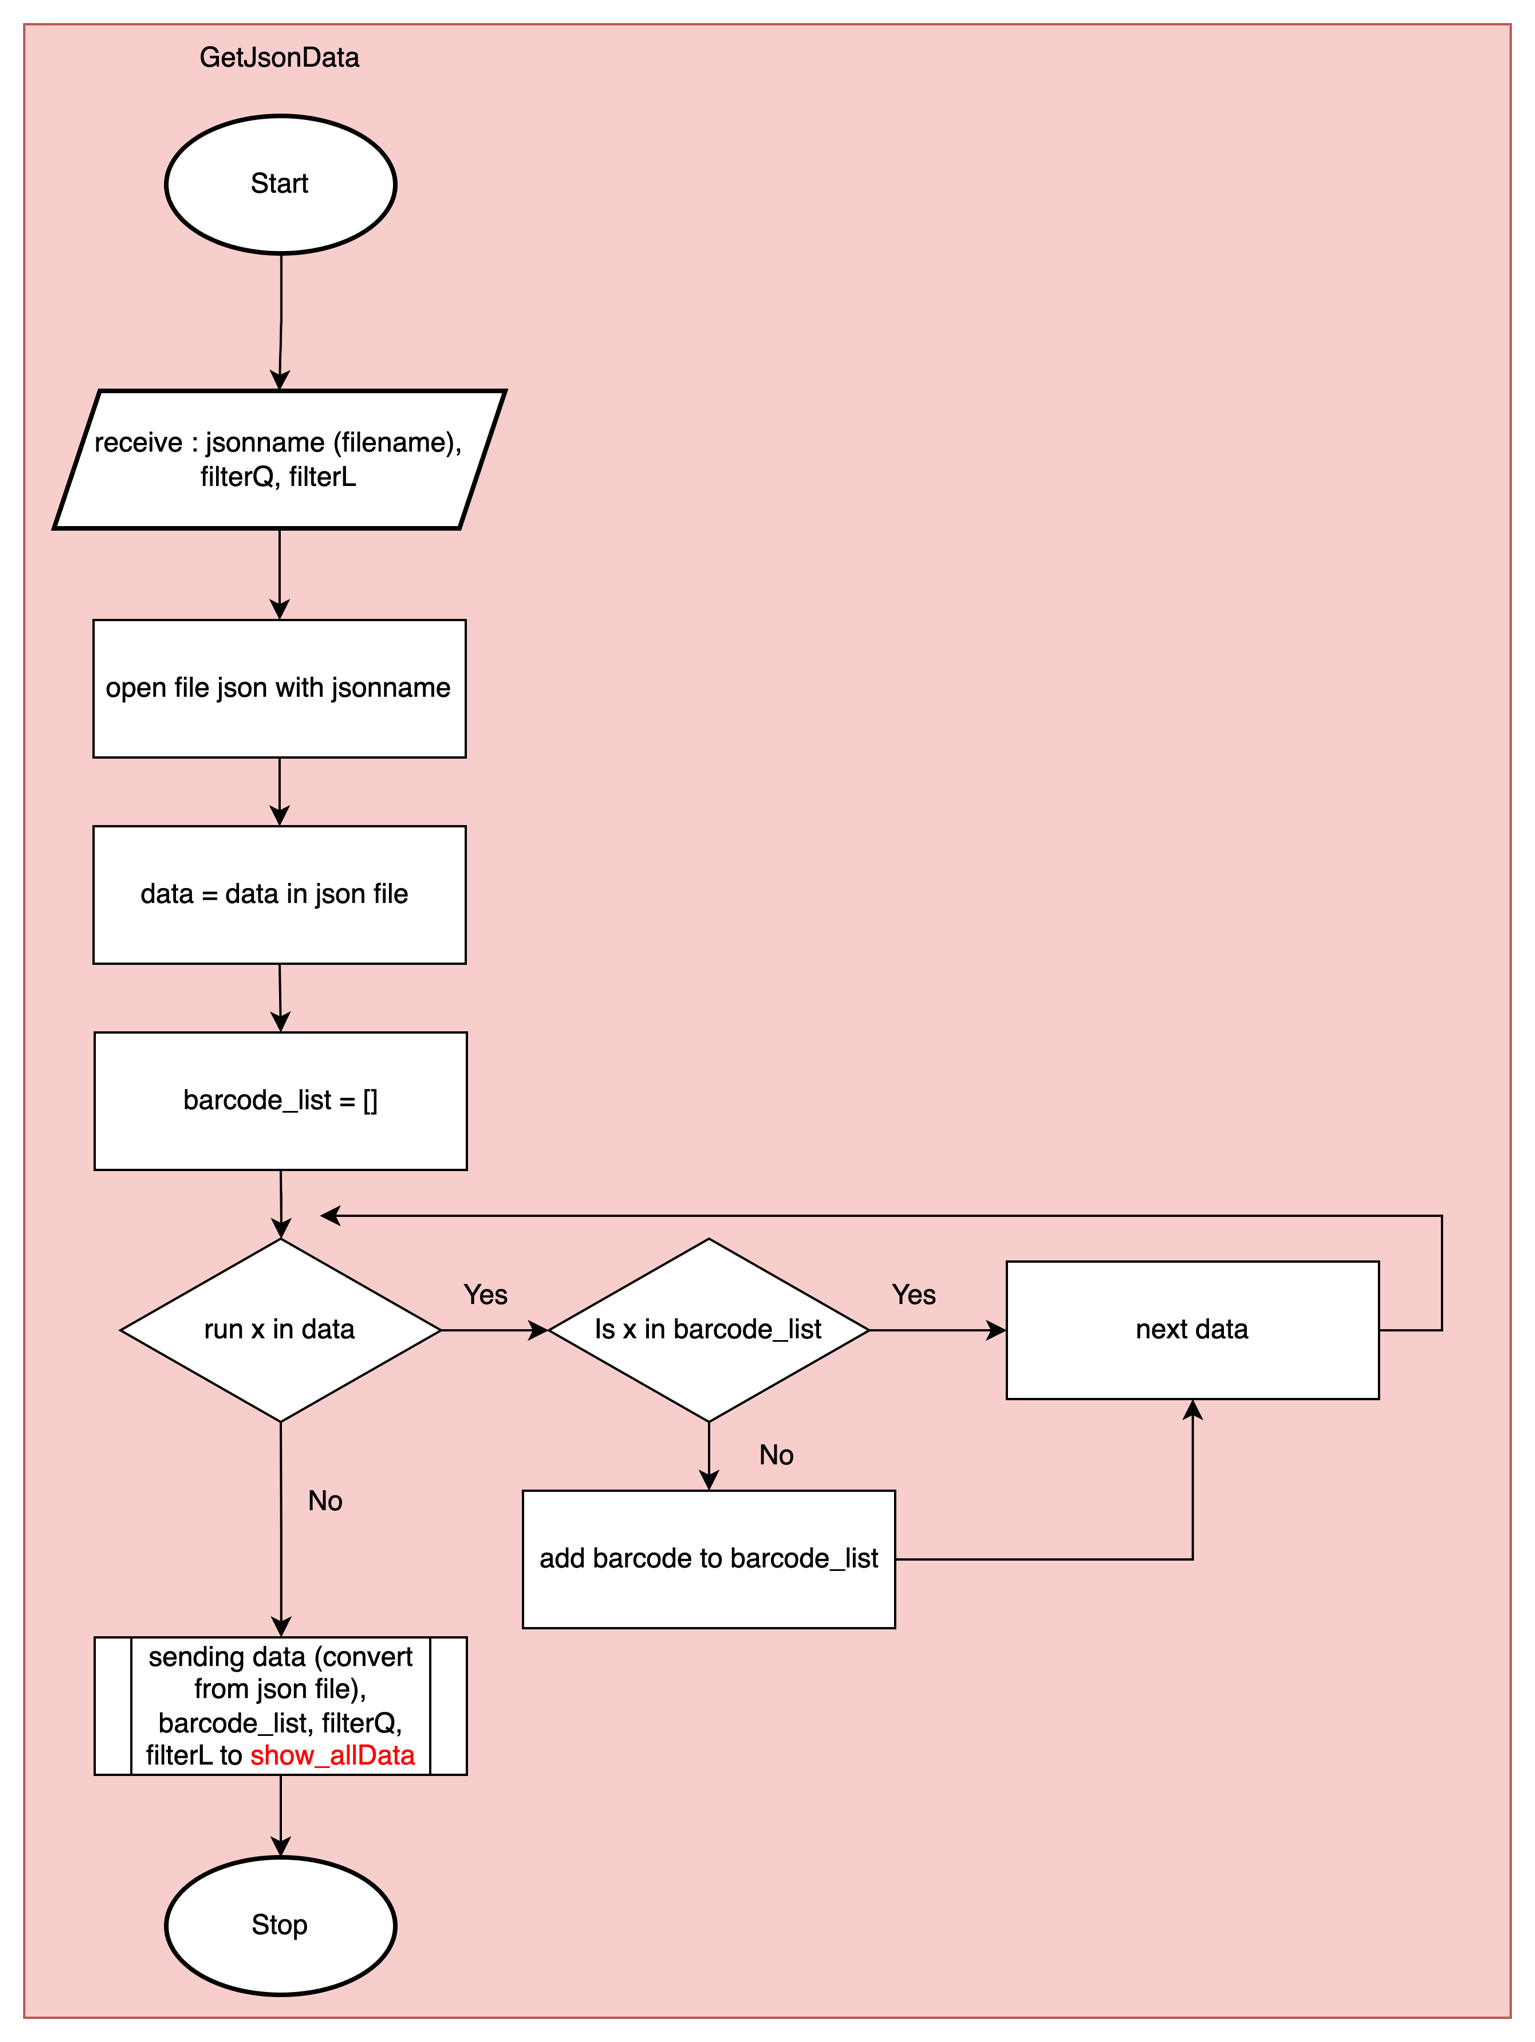 GetJsonData
Start
receive : jsonname (filename),
filterQ, filterL
open file json with jsonname
data = data in json file
barcode_list = []
run x in data
Yes
Is x in barcode_list
Yes
next data
No
No
add barcode to barcode_list
sending data (convert
from json file),
barcode_list, filterQ,
filterL to show_allData
Stop